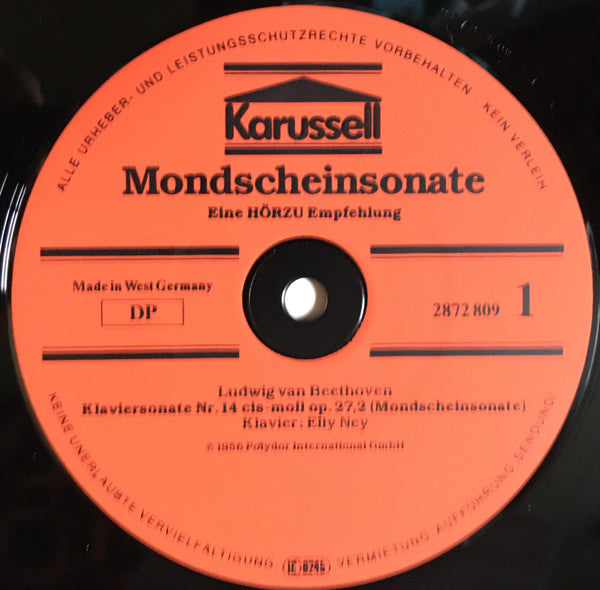 ALLE URHEBER- UND LEISTUNGSSCHUTZRECHTE VORBEHALTEN KEIN VERLEIH
Karussell
Mondscheinsonate
Eine HÖRZU Empfehlung
Made in West Germany
DP
2872 809 1
Ludwig van Beethoven
Klaviersonate Nr. 14 cis-moll op. 27,2 (Mondscheinsonate)
Klavier: Elly Ney
℗ 1956 Polydor International GmbH
KEINE UNERLAUBTE VERVIELFÄLTIGUNG, VERMIETUNG, AUFFÜHRUNG, SENDUNG!
LC 0246